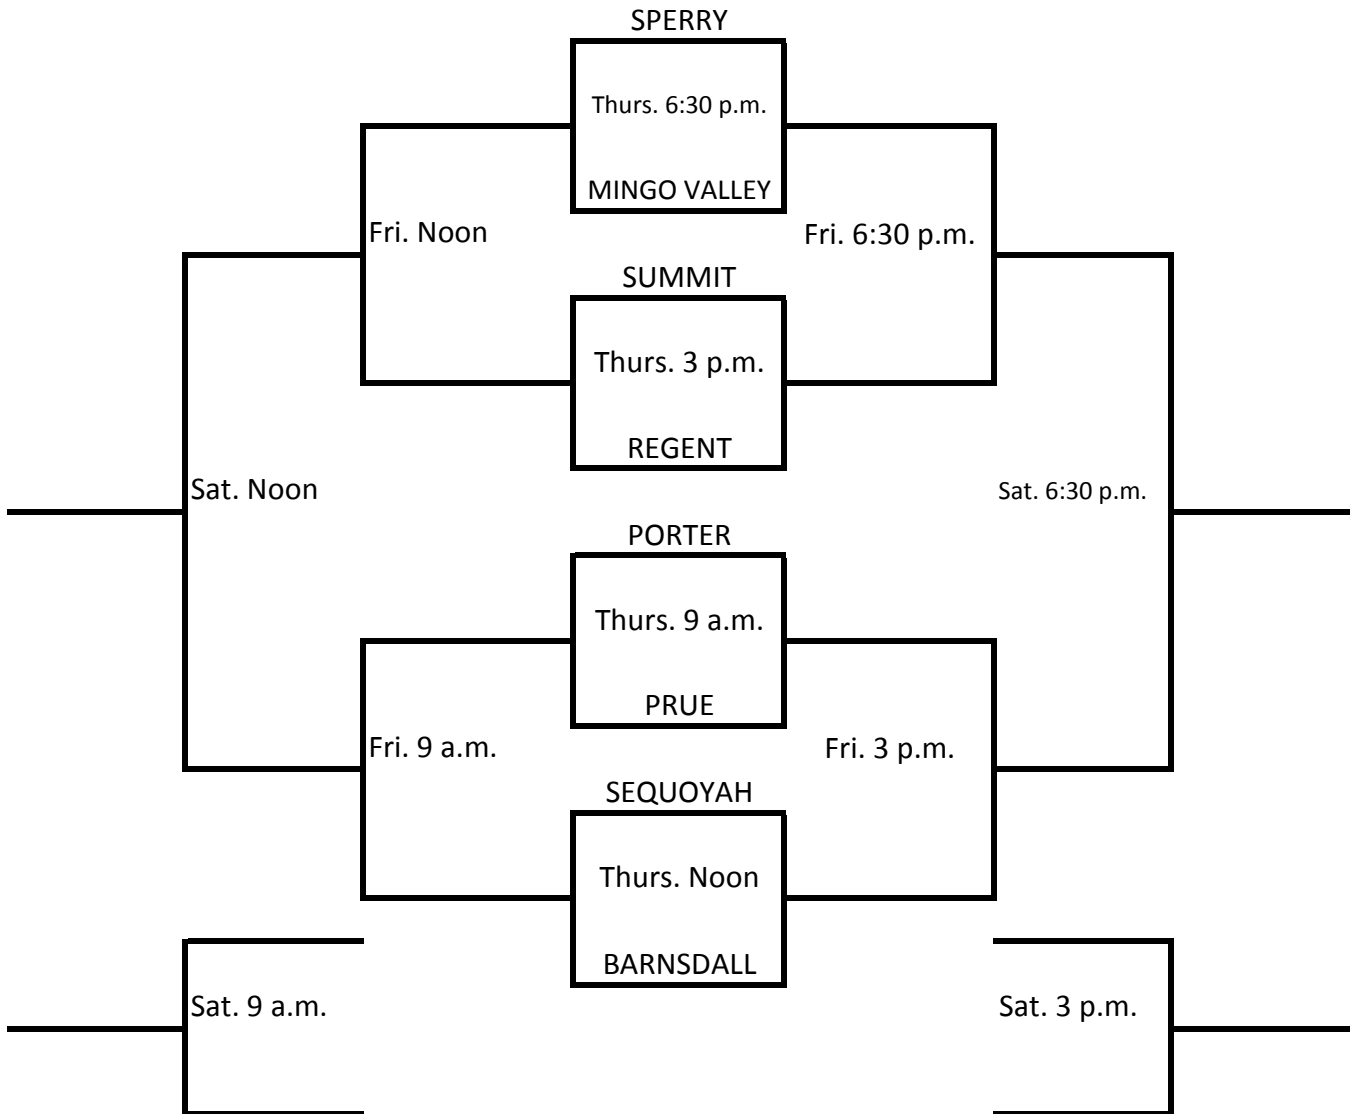 SPERRY
Thurs. 6:30 p.m.
MINGO VALLEY
Fri. Noon
Fri. 6:30 p.m.
SUMMIT
Thurs. 3 p.m.
REGENT
Sat. Noon
Sat. 6:30 p.m.
PORTER
Thurs. 9 a.m.
PRUE
Fri. 9 a.m.
Fri. 3 p.m.
SEQUOYAH
Thurs. Noon
BARNSDALL
Sat. 9 a.m.
Sat. 3 p.m.